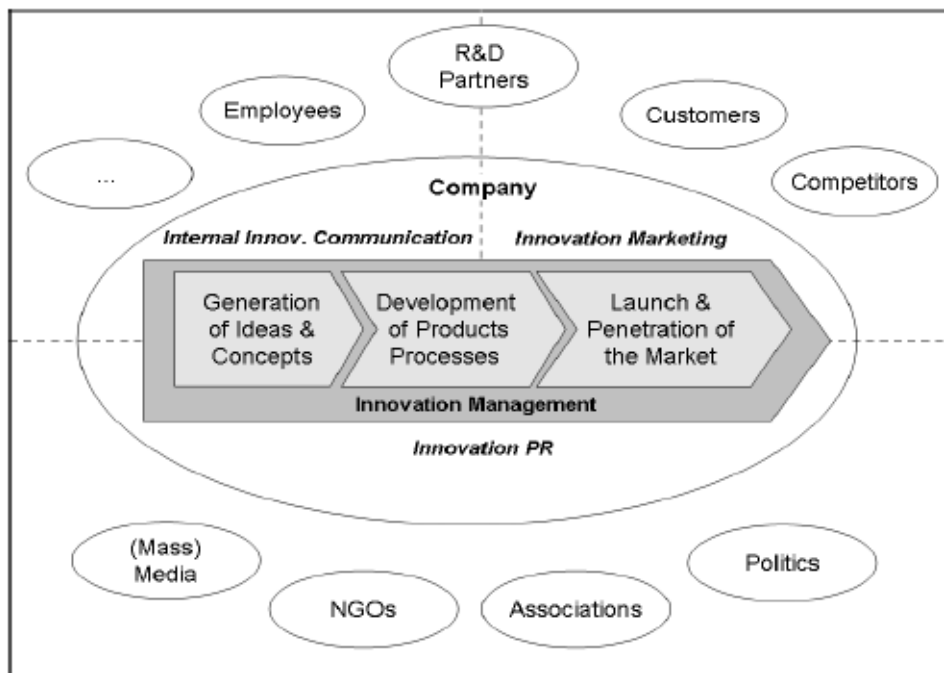 R&D
Partners
Employees
Customers
...
Competitors
Company
Internal Innov. Communication
Innovation Marketing
Generation
of Ideas &
Concepts
Development
of Products
Processes
Launch &
Penetration of
the Market
Innovation Management
Innovation PR
(Mass)
Media
NGOs
Associations
Politics